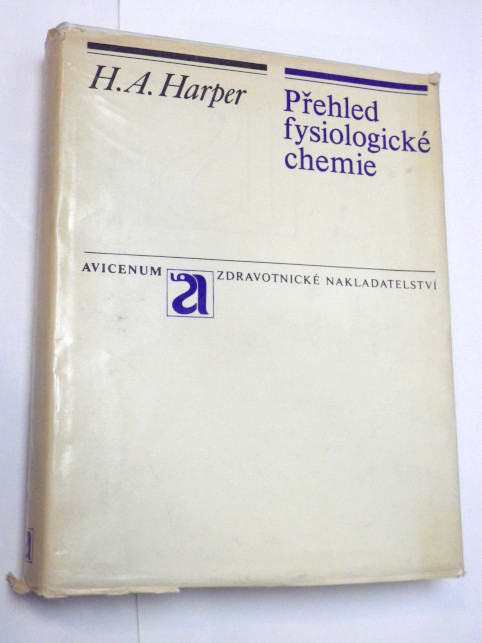 H. A. Harper
Přehled
fysiologické
chemie
AVICENUM a ZDRAVOTNICKÉ NAKLADATELSTVÍ
a